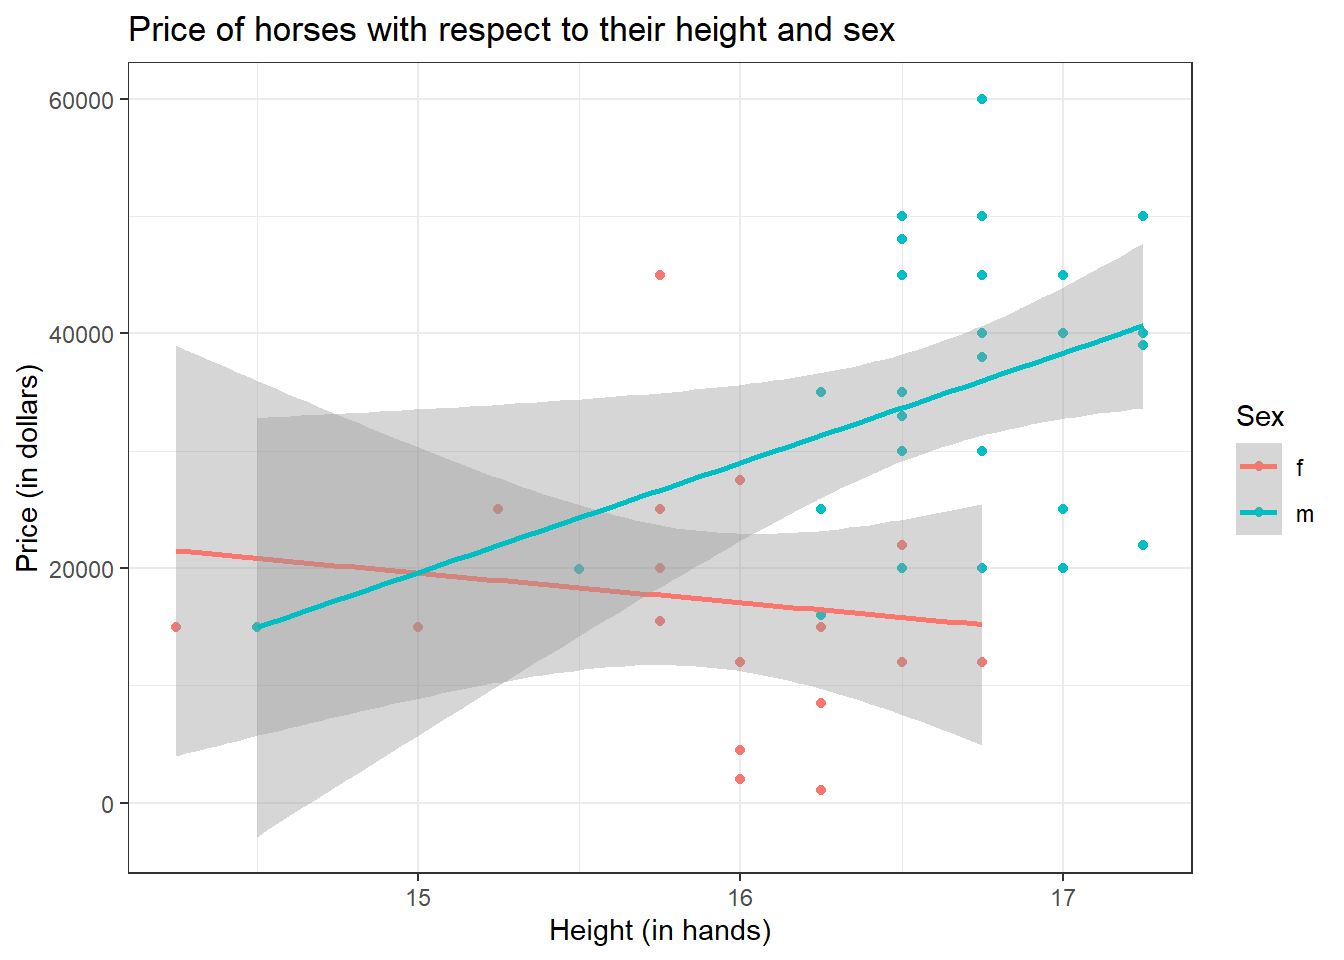 Price of horses with respect to their height and sex
60000
40000
20000
0
Price (in dollars)
15 16 17
Height (in hands)
Sex
f
m